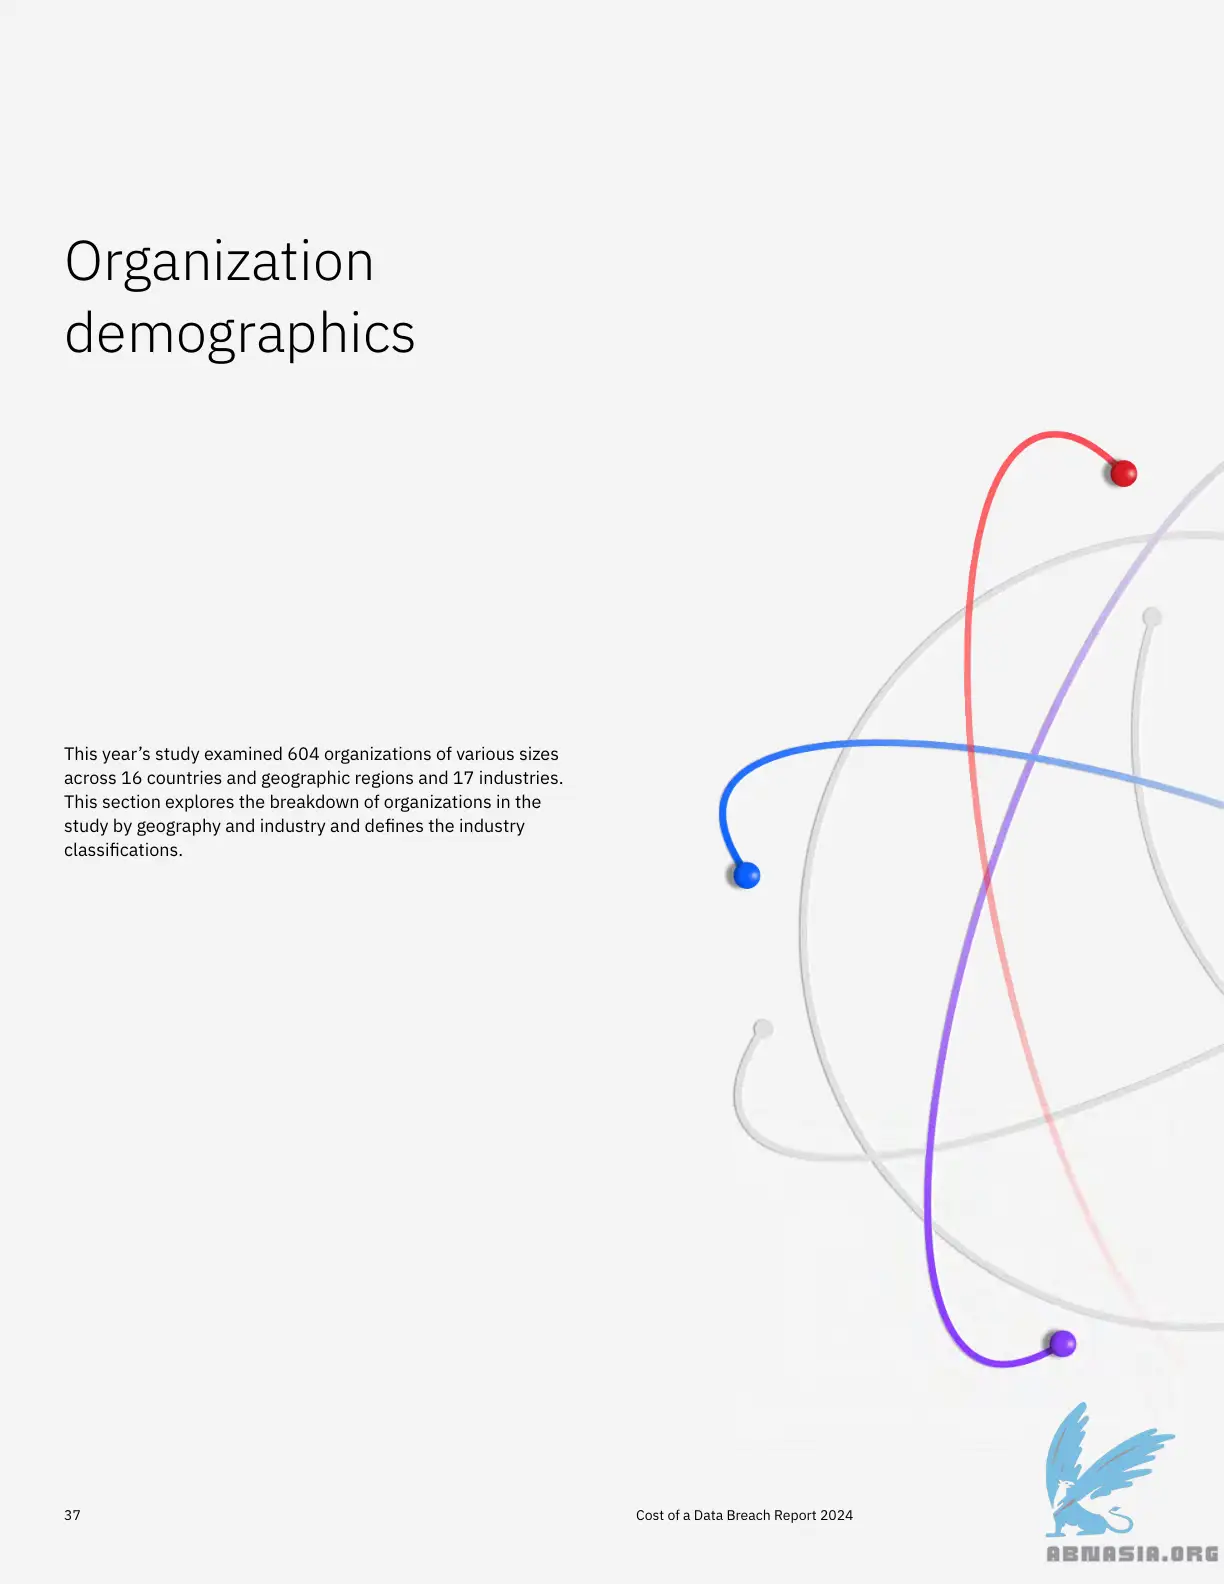 Organization
demographics
This year’s study examined 604 organizations of various sizes
across 16 countries and geographic regions and 17 industries.
This section explores the breakdown of organizations in the
study by geography and industry and defines the industry
classifications.
37
Cost of a Data Breach Report 2024
ABNASIA.ORG